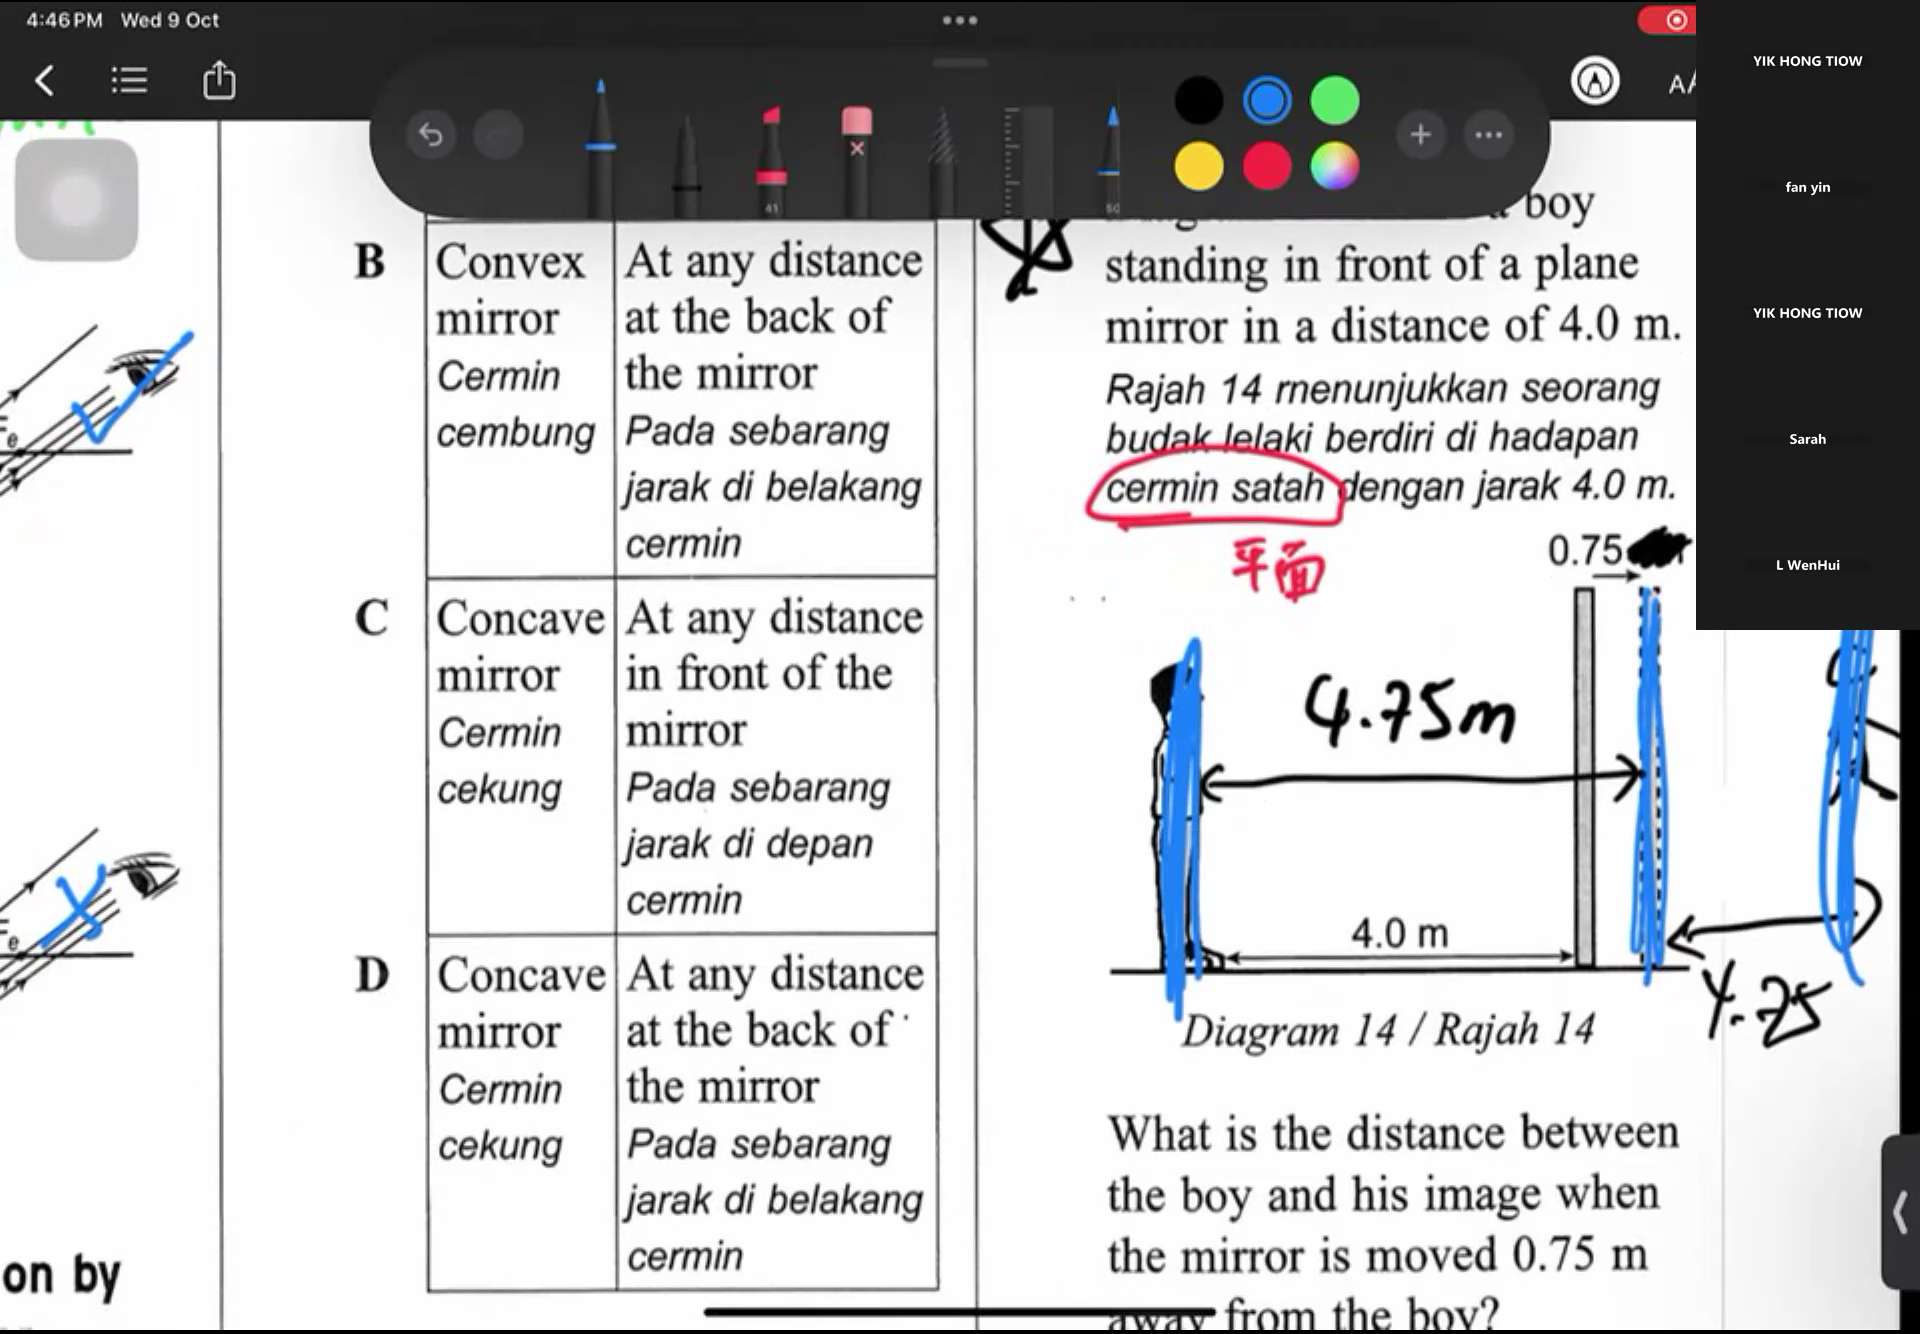 4:46 PM Wed 9 Oct
YIK HONG TIOW
fan yin
YIK HONG TIOW
Sarah
L WenHui
41
50
B
Convex
mirror
Cermin
cembung
At any distance
at the back of
the mirror
Pada sebarang
jarak di belakang
cermin
C
Concave
mirror
Cermin
cekung
At any distance
in front of the
mirror
Pada sebarang
jarak di depan
cermin
D
Concave
mirror
Cermin
cekung
At any distance
at the back of
the mirror
Pada sebarang
jarak di belakang
cermin
on by
e
e
boy
standing in front of a plane
mirror in a distance of 4.0 m.
Rajah 14 menunjukkan seorang
budak lelaki berdiri di hadapan
cermin satah dengan jarak 4.0 m.
平面
0.75
4.75m
4.0 m
4.75
Diagram 14 / Rajah 14
What is the distance between
the boy and his image when
the mirror is moved 0.75 m
away from the boy?